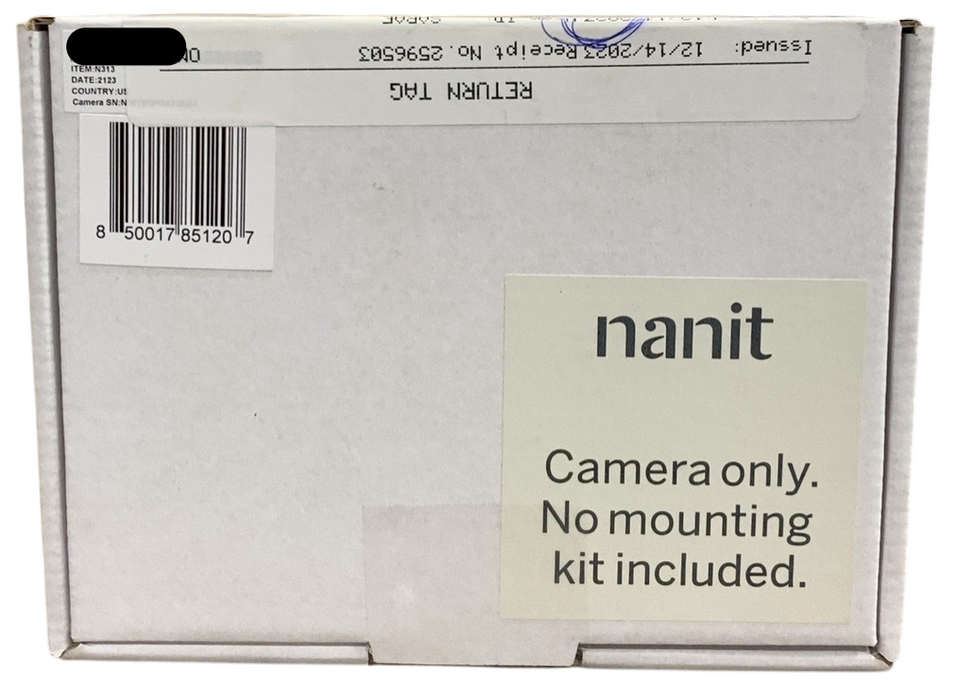 Issued: 12/14/2023 Receipt No. 2596503
RETURN TAG
ITEM:N313
DATE:2123
COUNTRY:US
Camera SN:N
8 50017 85120 7
nanit
Camera only.
No mounting
kit included.